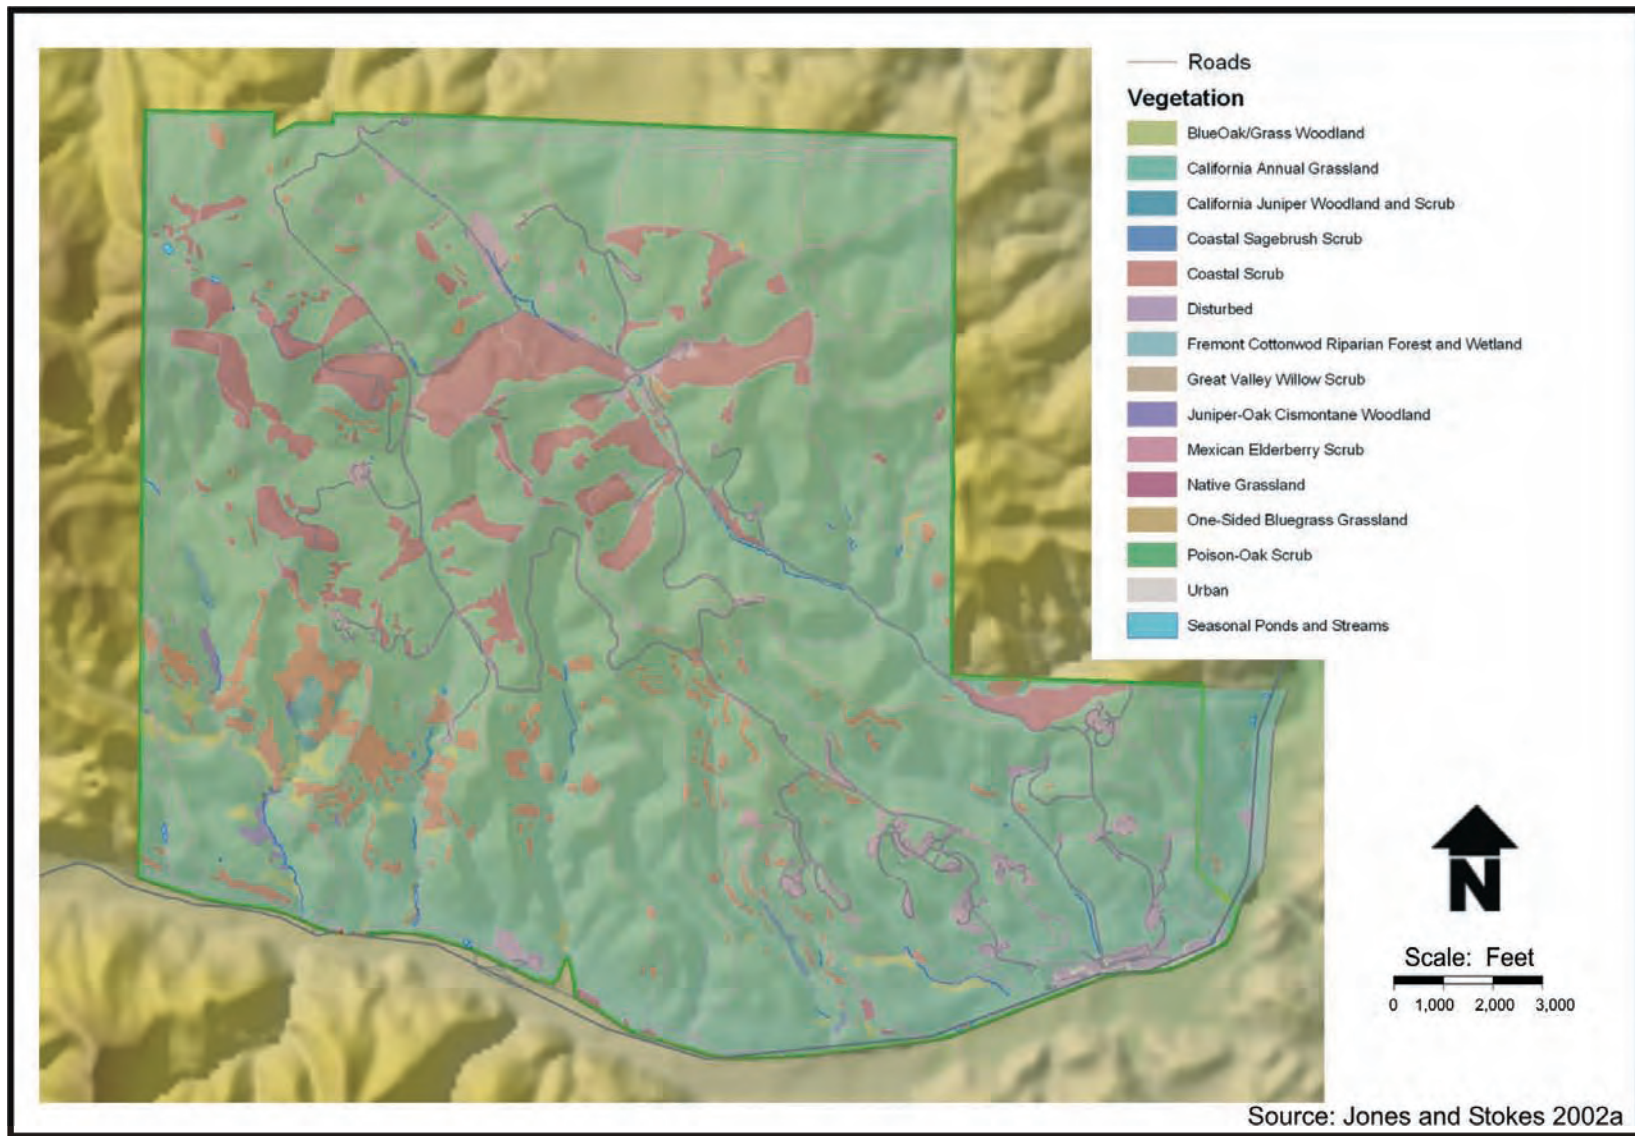 Roads
Vegetation
BlueOak/Grass Woodland
California Annual Grassland
California Juniper Woodland and Scrub
Coastal Sagebrush Scrub
Coastal Scrub
Disturbed
Fremont Cottonwod Riparian Forest and Wetland
Great Valley Willow Scrub
Juniper-Oak Cismontane Woodland
Mexican Elderberry Scrub
Native Grassland
One-Sided Bluegrass Grassland
Poison-Oak Scrub
Urban
Seasonal Ponds and Streams
N
Scale: Feet
0 1,000 2,000 3,000
Source: Jones and Stokes 2002a